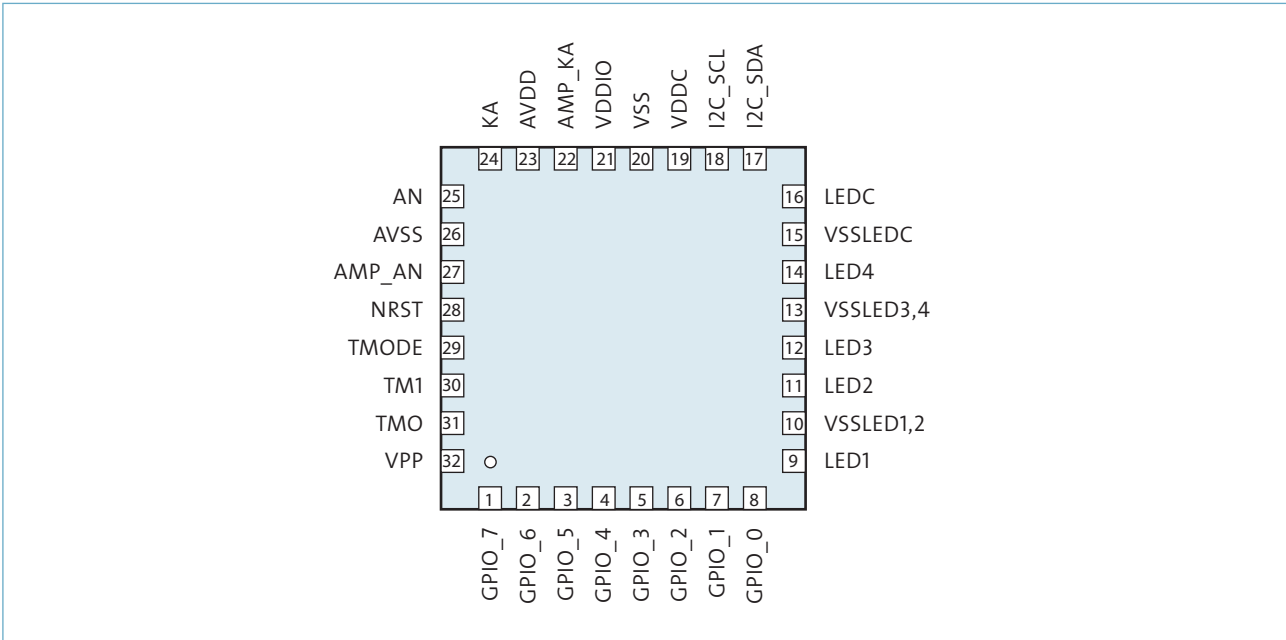 KA
AVDD
AMP_KA
VDDIO
VSS
VDDC
I2C_SCL
I2C_SDA
24 23 22 21 20 19 18 17
AN 25
16 LEDC
AVSS 26
15 VSSLEDC
AMP_AN 27
14 LED4
NRST 28
13 VSSLED3,4
TMODE 29
12 LED3
TM1 30
11 LED2
TMO 31
10 VSSLED1,2
VPP 32
9 LED1
1 2 3 4 5 6 7 8
GPIO_7
GPIO_6
GPIO_5
GPIO_4
GPIO_3
GPIO_2
GPIO_1
GPIO_0